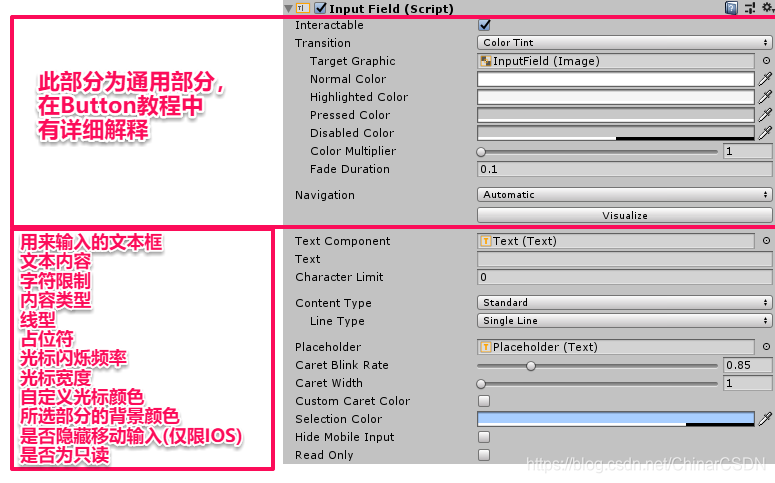 Input Field (Script)
Interactable
Transition Color Tint
Target Graphic InputField (Image)
Normal Color
Highlighted Color
Pressed Color
Disabled Color
Color Multiplier 1
Fade Duration 0.1
Navigation Automatic
Visualize
此部分为通用部分，
在Button教程中
有详细解释
用来输入的文本框
文本内容
字符限制
内容类型
线型
占位符
光标闪烁频率
光标宽度
自定义光标颜色
所选部分的背景颜色
是否隐藏移动输入(仅限IOS)
是否为只读
Text Component Text (Text)
Text
Character Limit 0
Content Type Standard
Line Type Single Line
Placeholder Placeholder (Text)
Caret Blink Rate 0.85
Caret Width 1
Custom Caret Color
Selection Color
Hide Mobile Input
Read Only
https://blog.csdn.net/ChinarCSDN